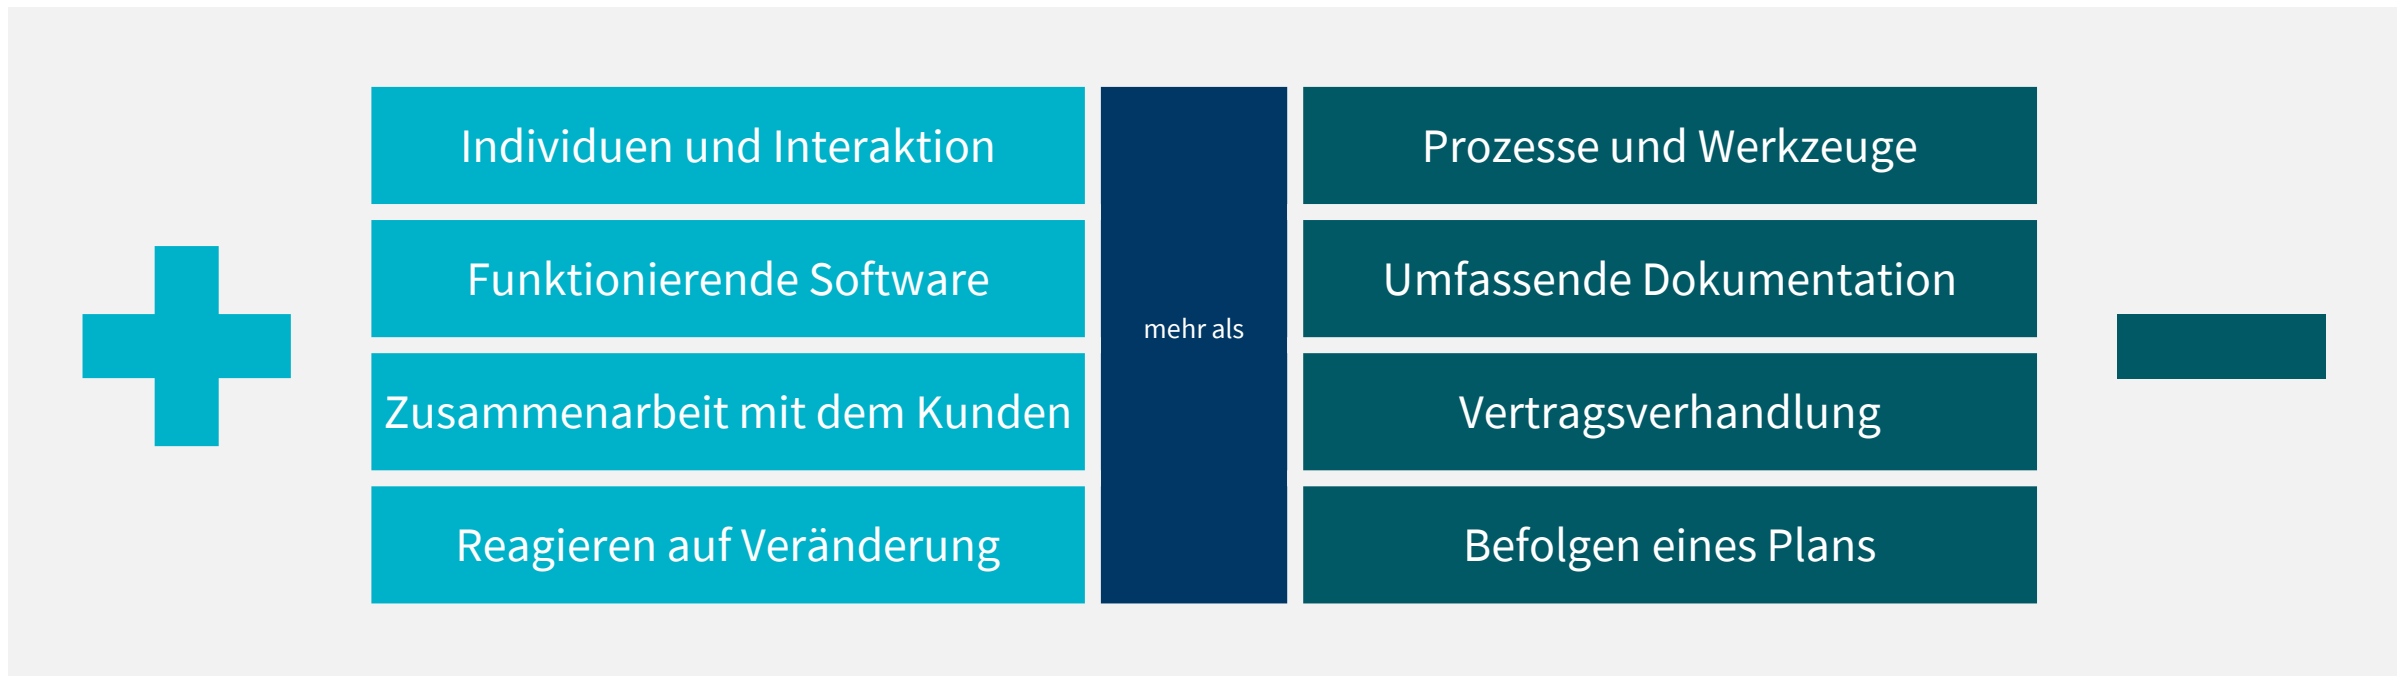 Individuen und Interaktion
Prozesse und Werkzeuge
Funktionierende Software
Umfassende Dokumentation
mehr als
Zusammenarbeit mit dem Kunden
Vertragsverhandlung
Reagieren auf Veränderung
Befolgen eines Plans